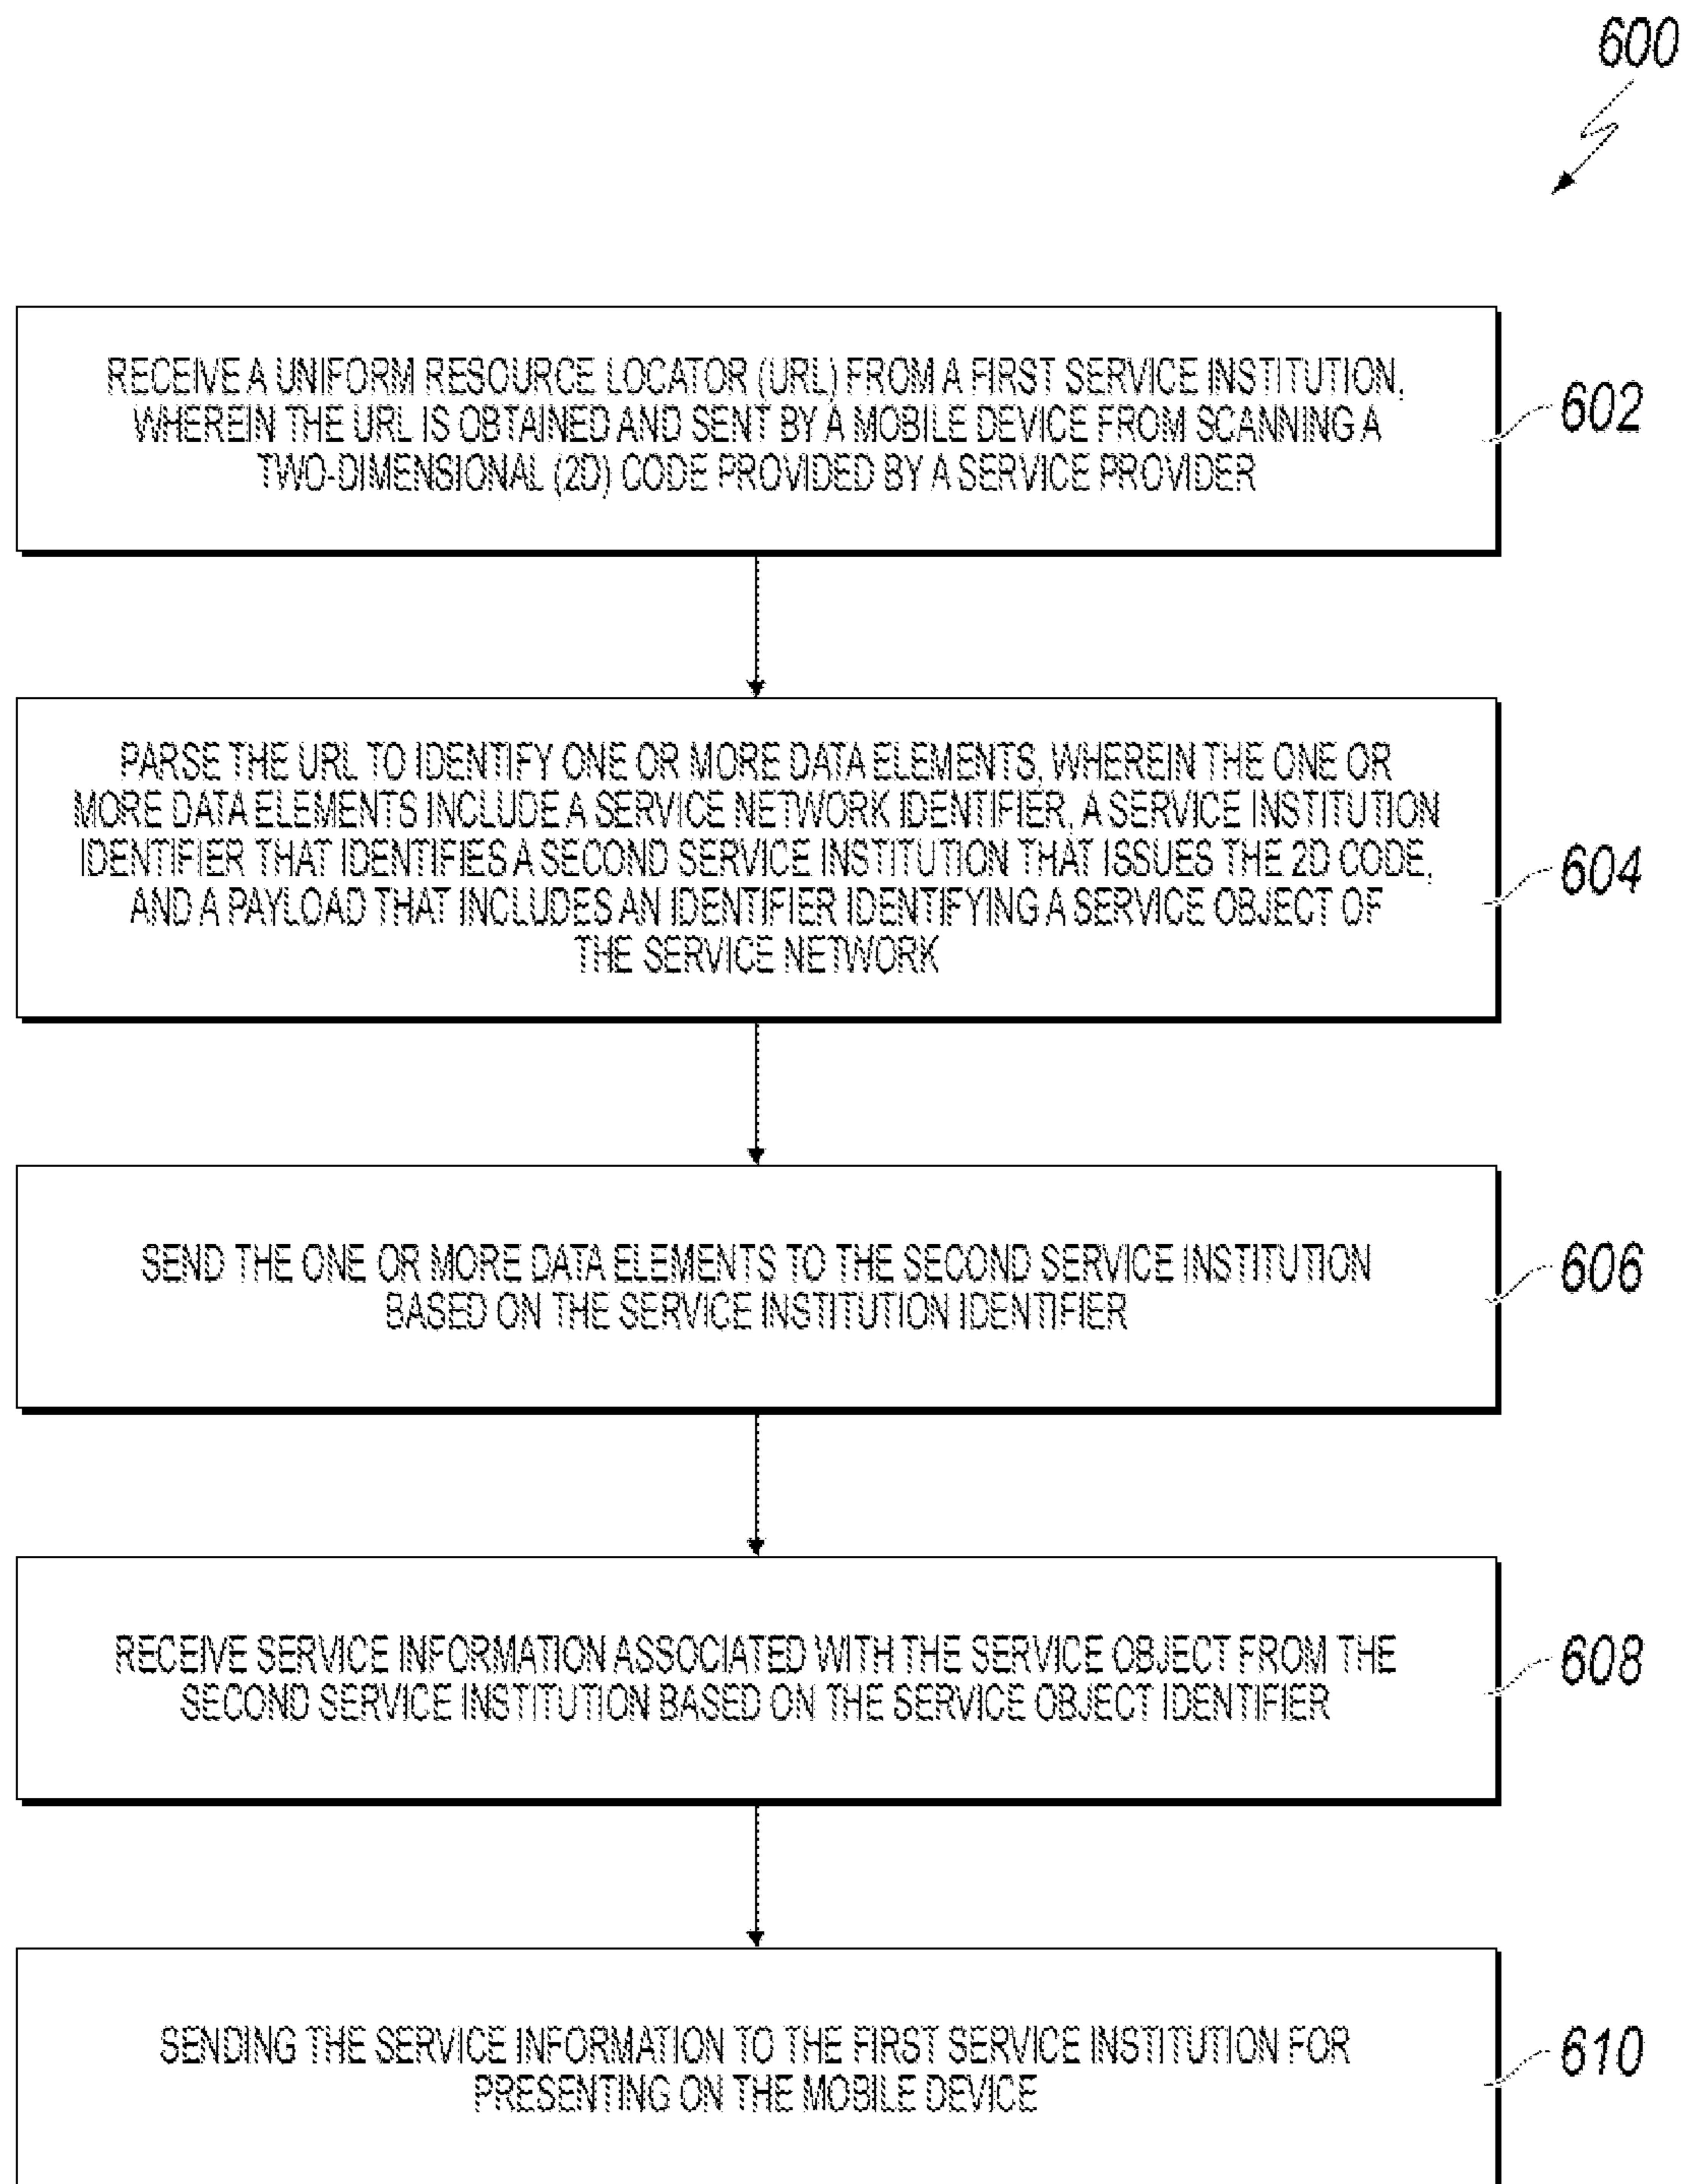 600
RECEIVE A UNIFORM RESOURCE LOCATOR (URL) FROM A FIRST SERVICE INSTITUTION,
WHEREIN THE URL IS OBTAINED AND SENT BY A MOBILE DEVICE FROM SCANNING A
TWO-DIMENSIONAL (2D) CODE PROVIDED BY A SERVICE PROVIDER
602
PARSE THE URL TO IDENTIFY ONE OR MORE DATA ELEMENTS, WHEREIN THE ONE OR
MORE DATA ELEMENTS INCLUDE A SERVICE NETWORK IDENTIFIER, A SERVICE INSTITUTION
IDENTIFIER THAT IDENTIFIES A SECOND SERVICE INSTITUTION THAT ISSUES THE 2D CODE,
AND A PAYLOAD THAT INCLUDES AN IDENTIFIER IDENTIFYING A SERVICE OBJECT OF
THE SERVICE NETWORK
604
SEND THE ONE OR MORE DATA ELEMENTS TO THE SECOND SERVICE INSTITUTION
BASED ON THE SERVICE INSTITUTION IDENTIFIER
606
RECEIVE SERVICE INFORMATION ASSOCIATED WITH THE SERVICE OBJECT FROM THE
SECOND SERVICE INSTITUTION BASED ON THE SERVICE OBJECT IDENTIFIER
608
SENDING THE SERVICE INFORMATION TO THE FIRST SERVICE INSTITUTION FOR
PRESENTING ON THE MOBILE DEVICE
610